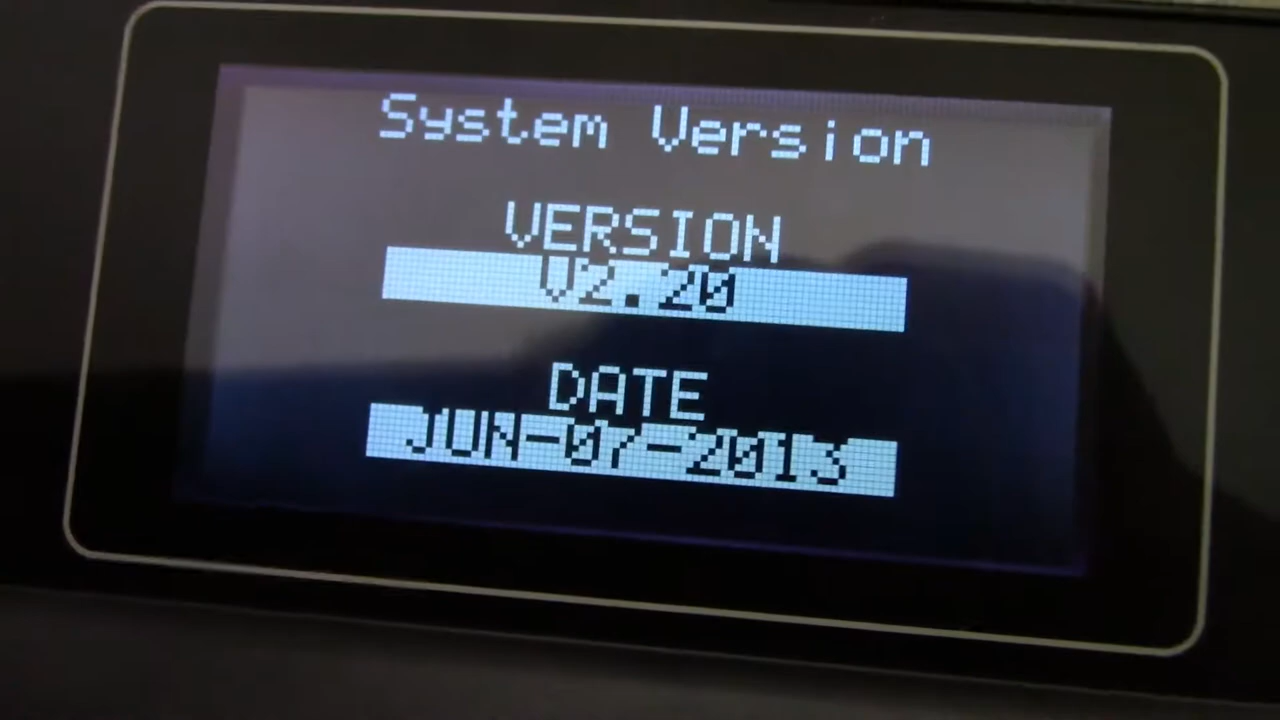 System Version
VERSION
V2.20
DATE
JUN-07-2013